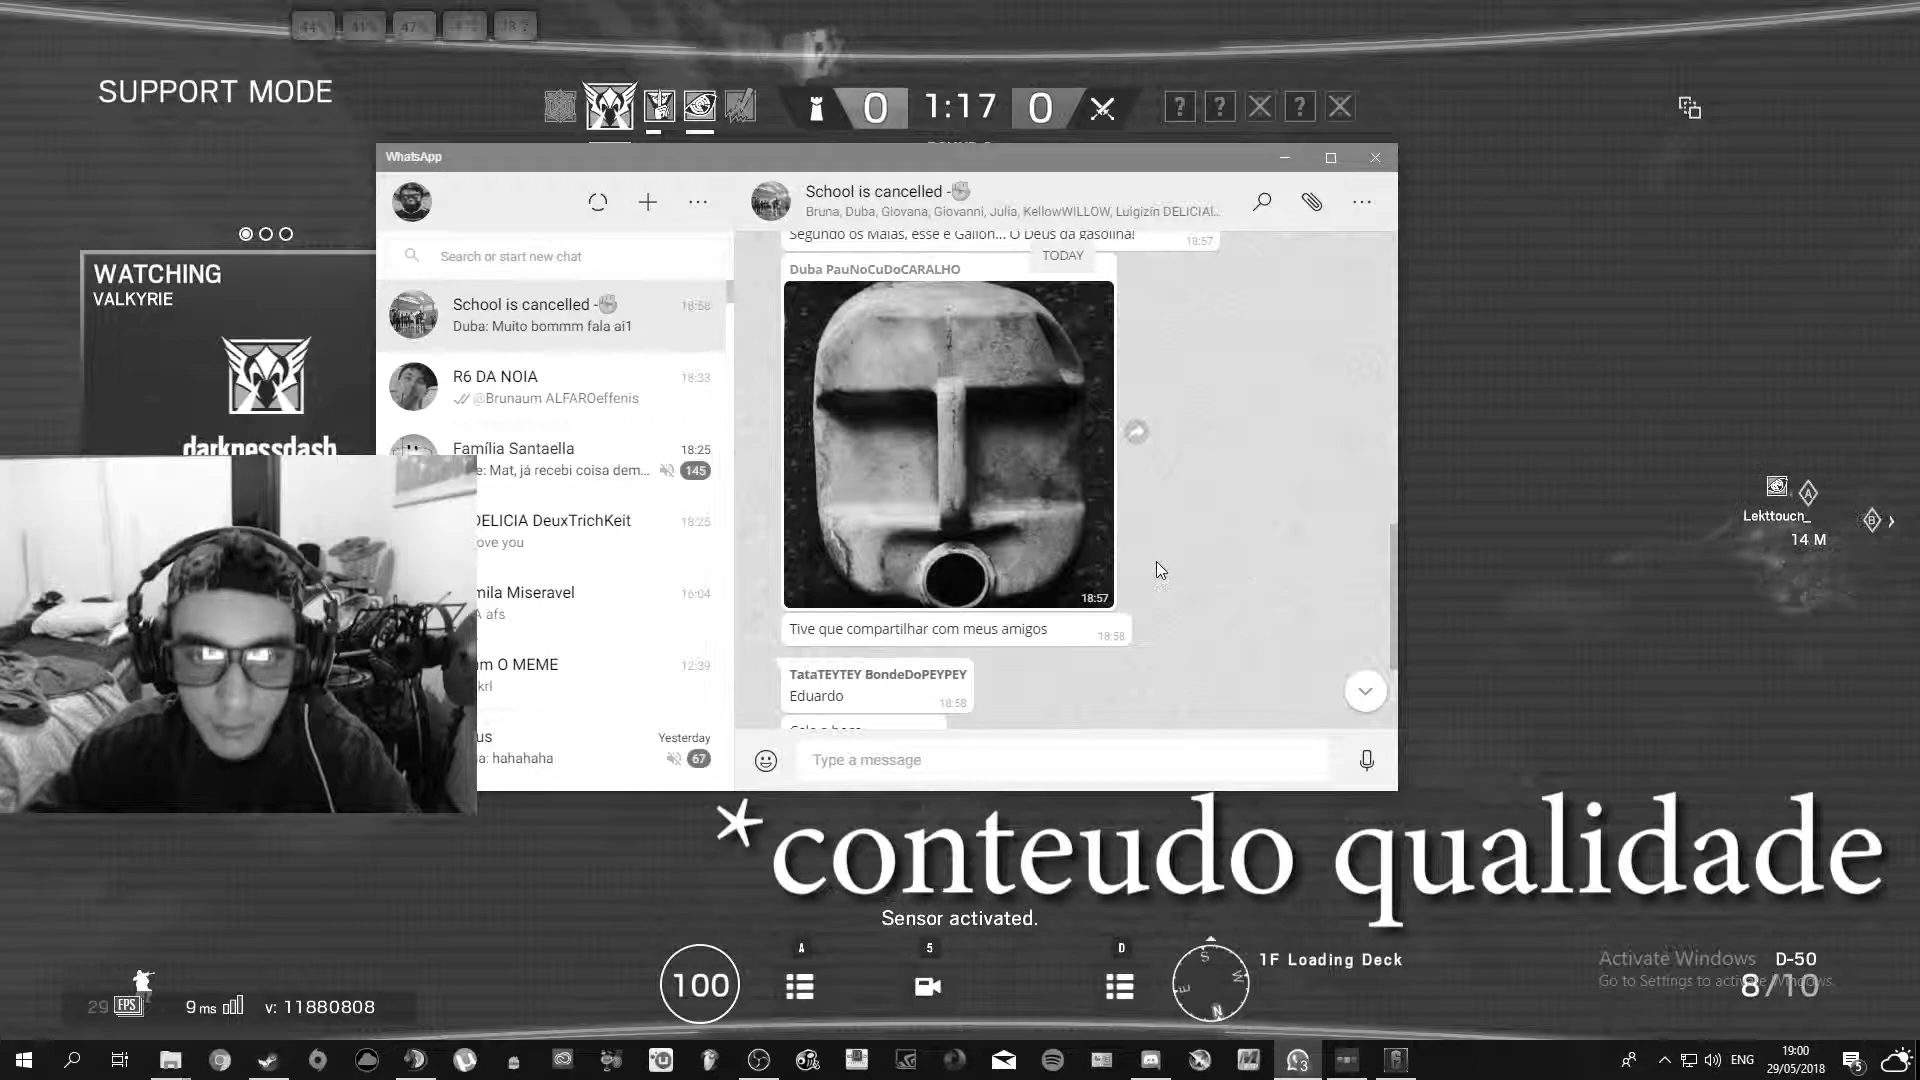 44
41
47
SUPPORT MODE
0
1:17
0
WATCHING
VALKYRIE
darknessdash
WhatsApp
Search or start new chat
School is cancelled -
18:58
Duba: Muito bommm fala ai1
R6 DA NOIA
18:33
@Brunaum ALFAROeffenis
Família Santaella
18:25
e: Mat, já recebi coisa dem...
145
DELICIA DeuxTrichKeit
18:25
ove you
mila Miseravel
16:04
A afs
m O MEME
12:39
krl
us
Yesterday
a: hahahaha
67
School is cancelled -
Bruna, Duba, Giovana, Giovanni, Julia, KellowWILLOW, Luigizin DELICIAl...
Segundo os Maias, esse é Gallon... O Deus da gasolina!
18:57
TODAY
Duba PauNoCuDoCARALHO
18:57
Tive que compartilhar com meus amigos
18:58
TataTEYTEY BondeDoPEYPEY
Eduardo
18:58
Type a message
A
Lekttouch_
B
14 M
*conteudo qualidade
Sensor activated.
A
5
D
100
S
W
E
N
1F Loading Deck
Activate Windows
Go to Settings to activate Windows.
D-50
8/10
29 FPS
9 ms
v: 11880808
3
ENG
19:00
29/05/2018
5